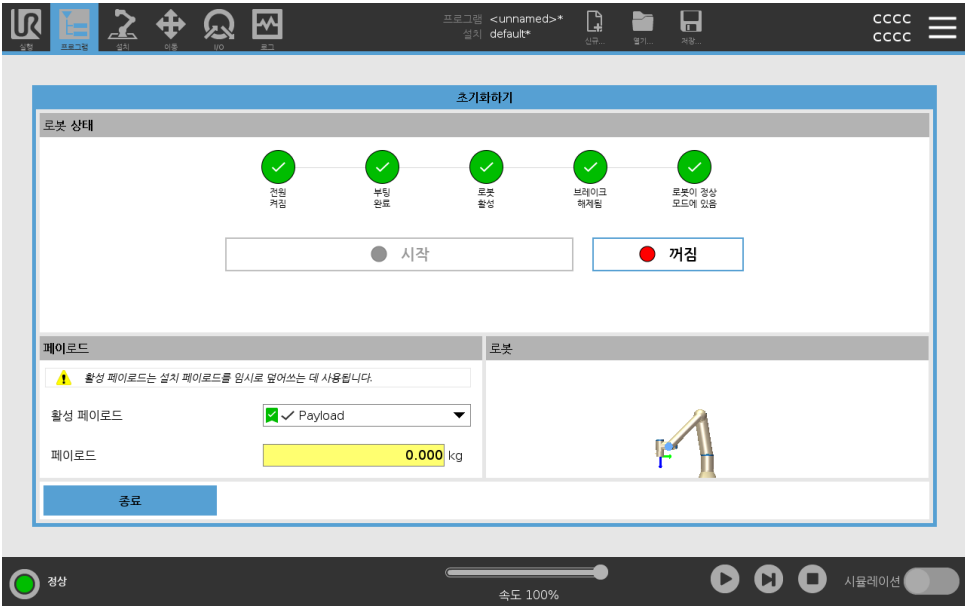 프로그램 <unnamed>*
설치 default*
cccc
cccc
실행
프로그램
설치
이동
I/O
로그
신규...
열기...
저장...
초기화하기
로봇 상태
전원
켜짐
부팅
완료
로봇
활성
브레이크
해제됨
로봇이 정상
모드에 있음
시작
꺼짐
페이로드
로봇
활성 페이로드는 설치 페이로드를 임시로 덮어쓰는 데 사용됩니다.
활성 페이로드
Payload
페이로드
0.000 kg
종료
정상
속도 100%
시뮬레이션